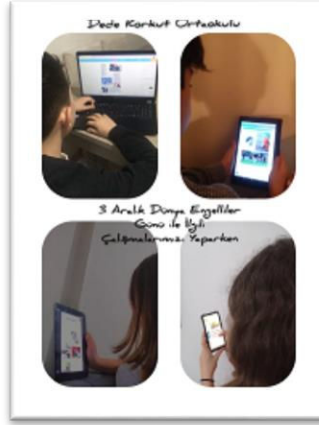 Dede Korkut Ortaokulu
3 Aralık Dünya Engelliler
Günü ile İlgili
Çalışmalarımızı Yaparken